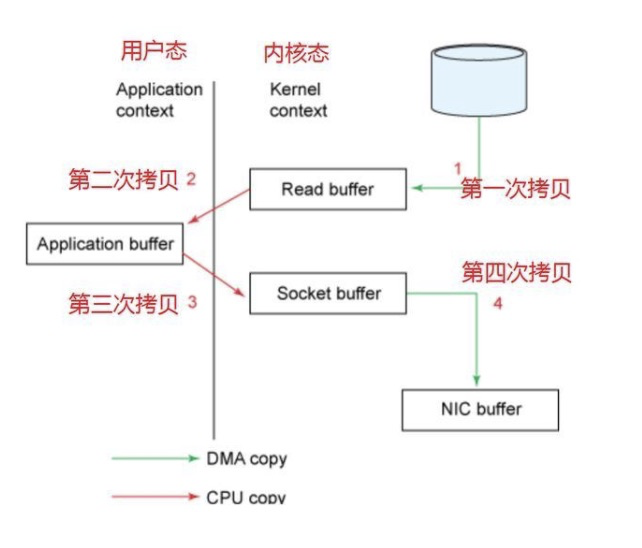 用户态
内核态
Application
context
Kernel
context
1
第一次拷贝
第二次拷贝 2
Read buffer
Application buffer
第四次拷贝
4
Socket buffer
第三次拷贝 3
NIC buffer
DMA copy
CPU copy